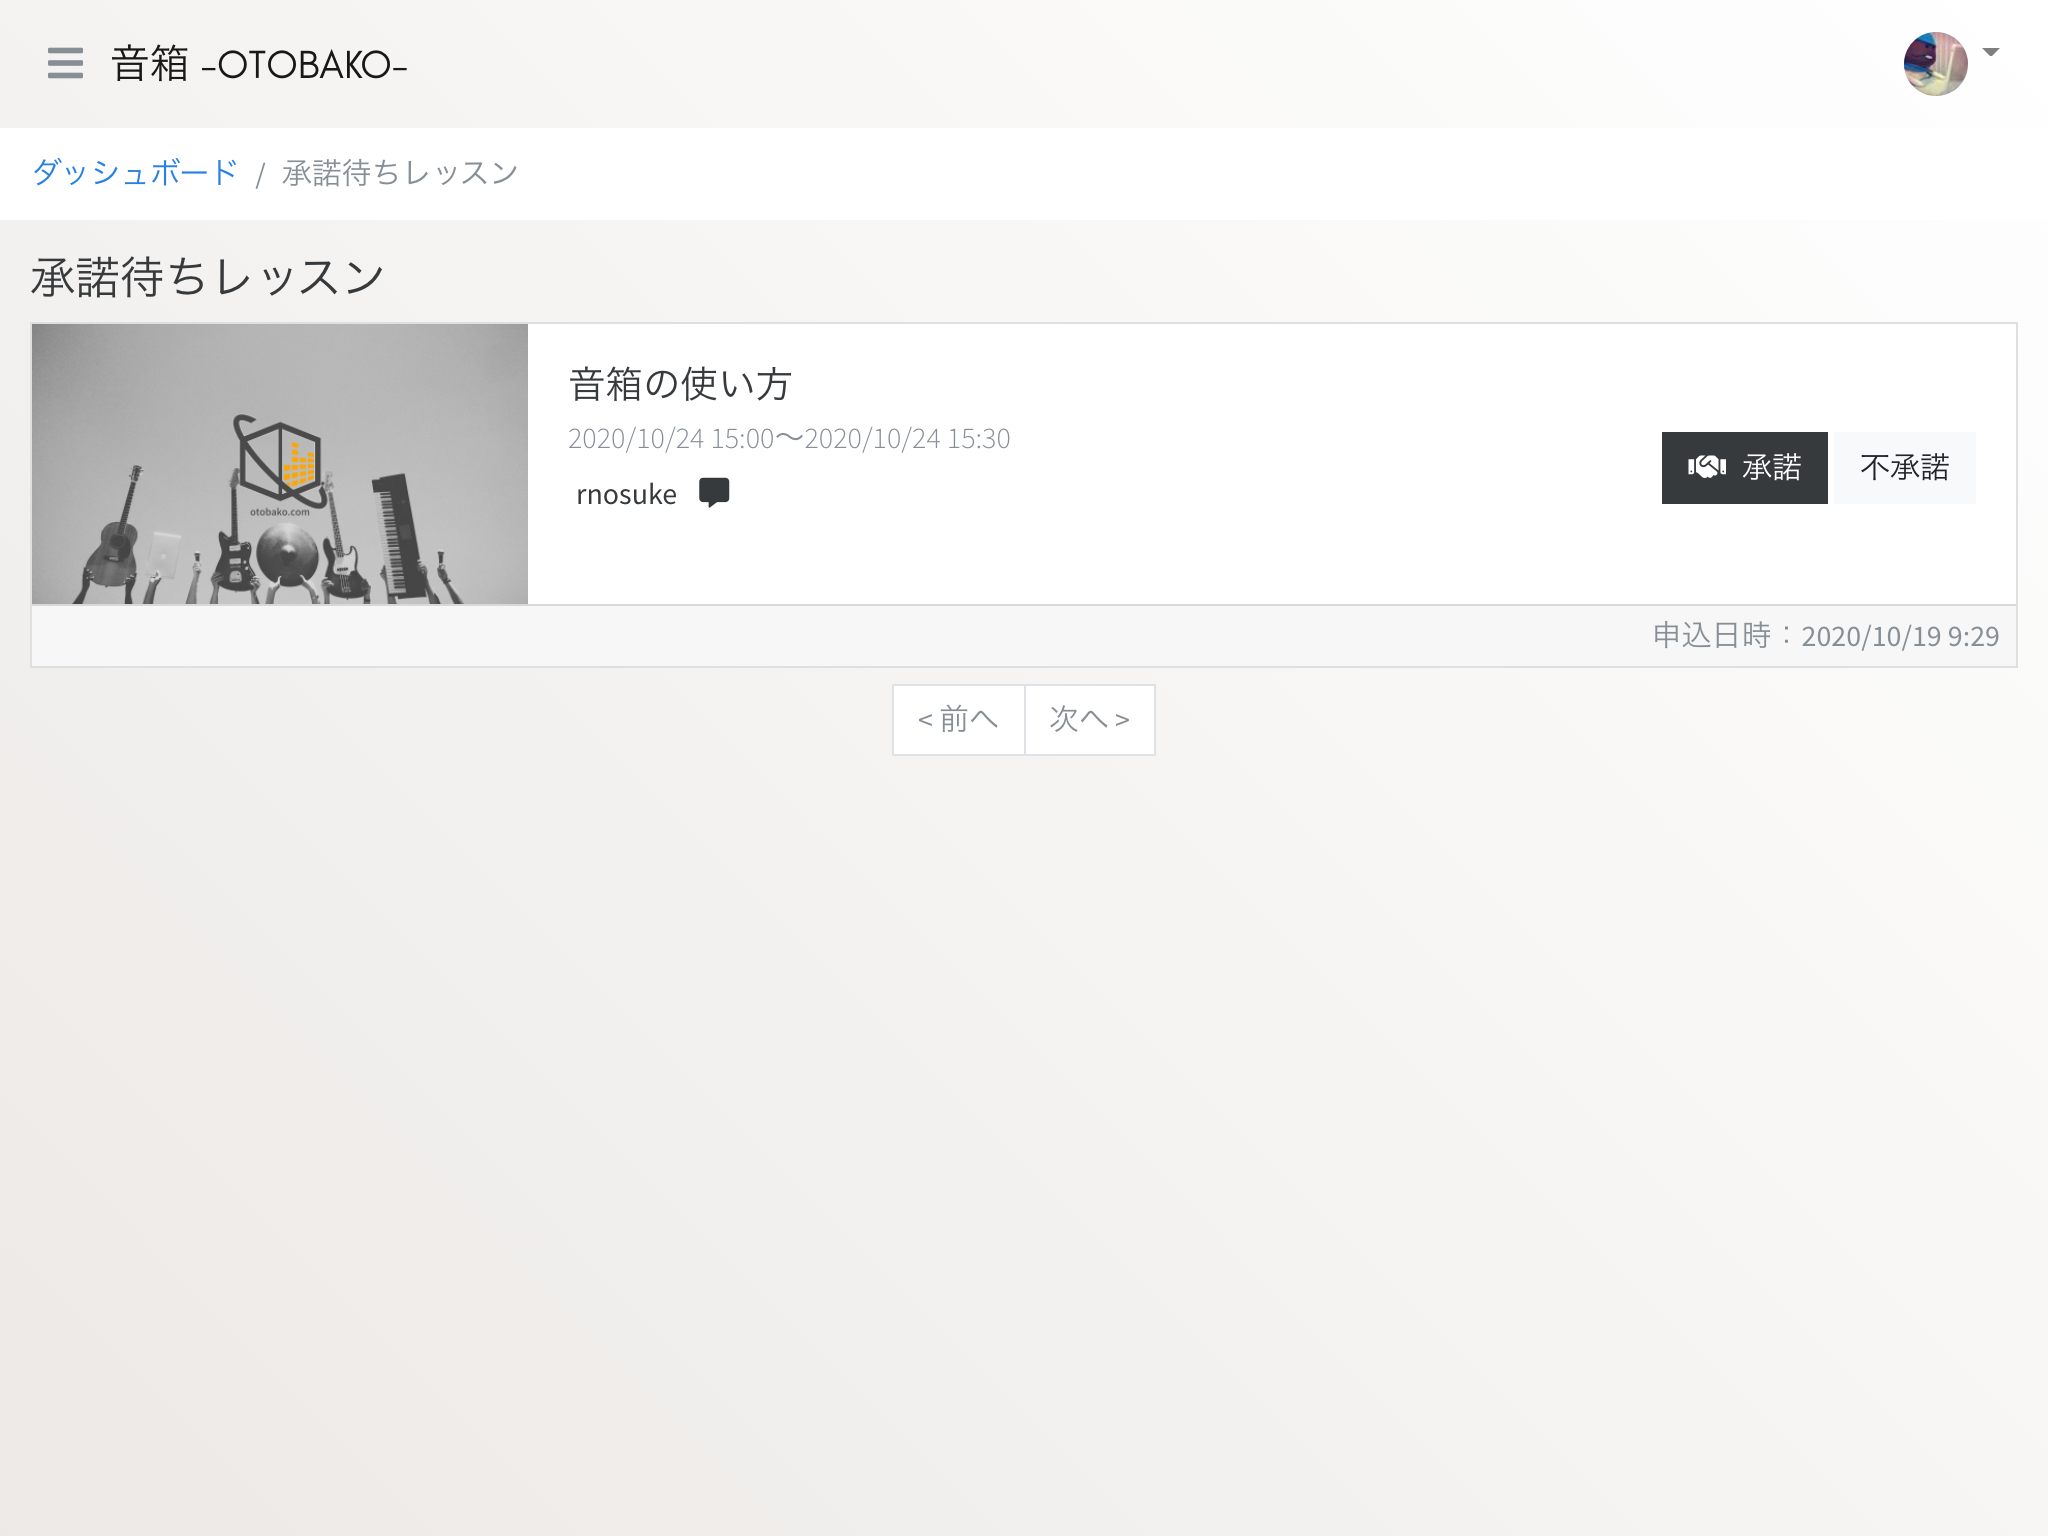 音箱 -OTOBAKO-
ダッシュボード / 承諾待ちレッスン
承諾待ちレッスン
otobako.com
音箱の使い方
2020/10/24 15:00〜2020/10/24 15:30
rnosuke
承諾 不承諾
申込日時：2020/10/19 9:29
< 前へ 次へ >